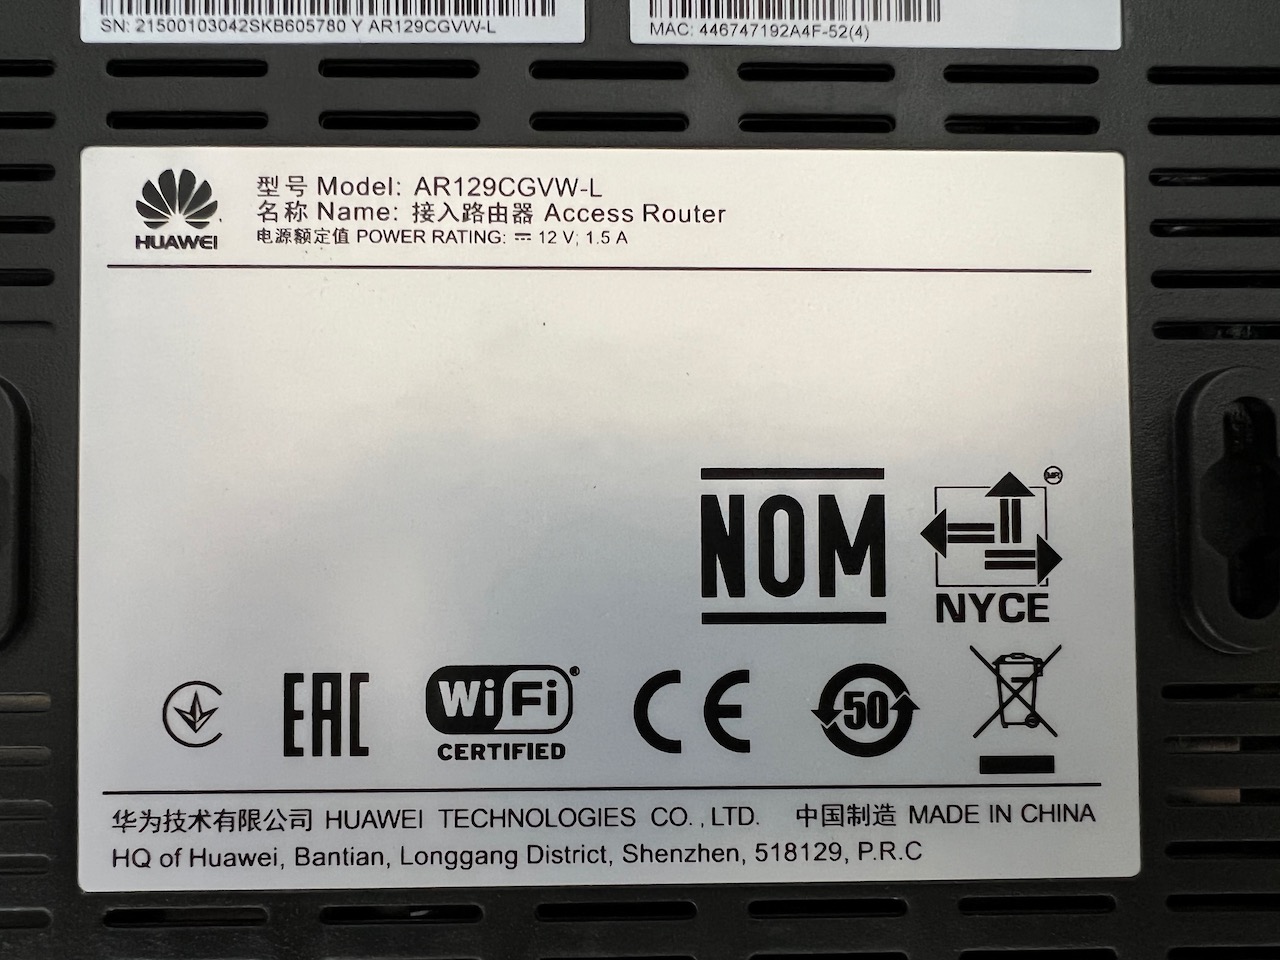 SN: 21500103042SKB605780 Y AR129CGVW-L
MAC: 446747192A4F-52(4)
HUAWEI
型号 Model: AR129CGVW-L
名称 Name: 接入路由器 Access Router
电源额定值 POWER RATING: ⎓ 12 V; 1.5 A
NOM
NYCE
EAC
Wi Fi
CERTIFIED
CE
50
华为技术有限公司 HUAWEI TECHNOLOGIES CO.,LTD. 中国制造 MADE IN CHINA
HQ of Huawei, Bantian, Longgang District, Shenzhen, 518129, P.R.C